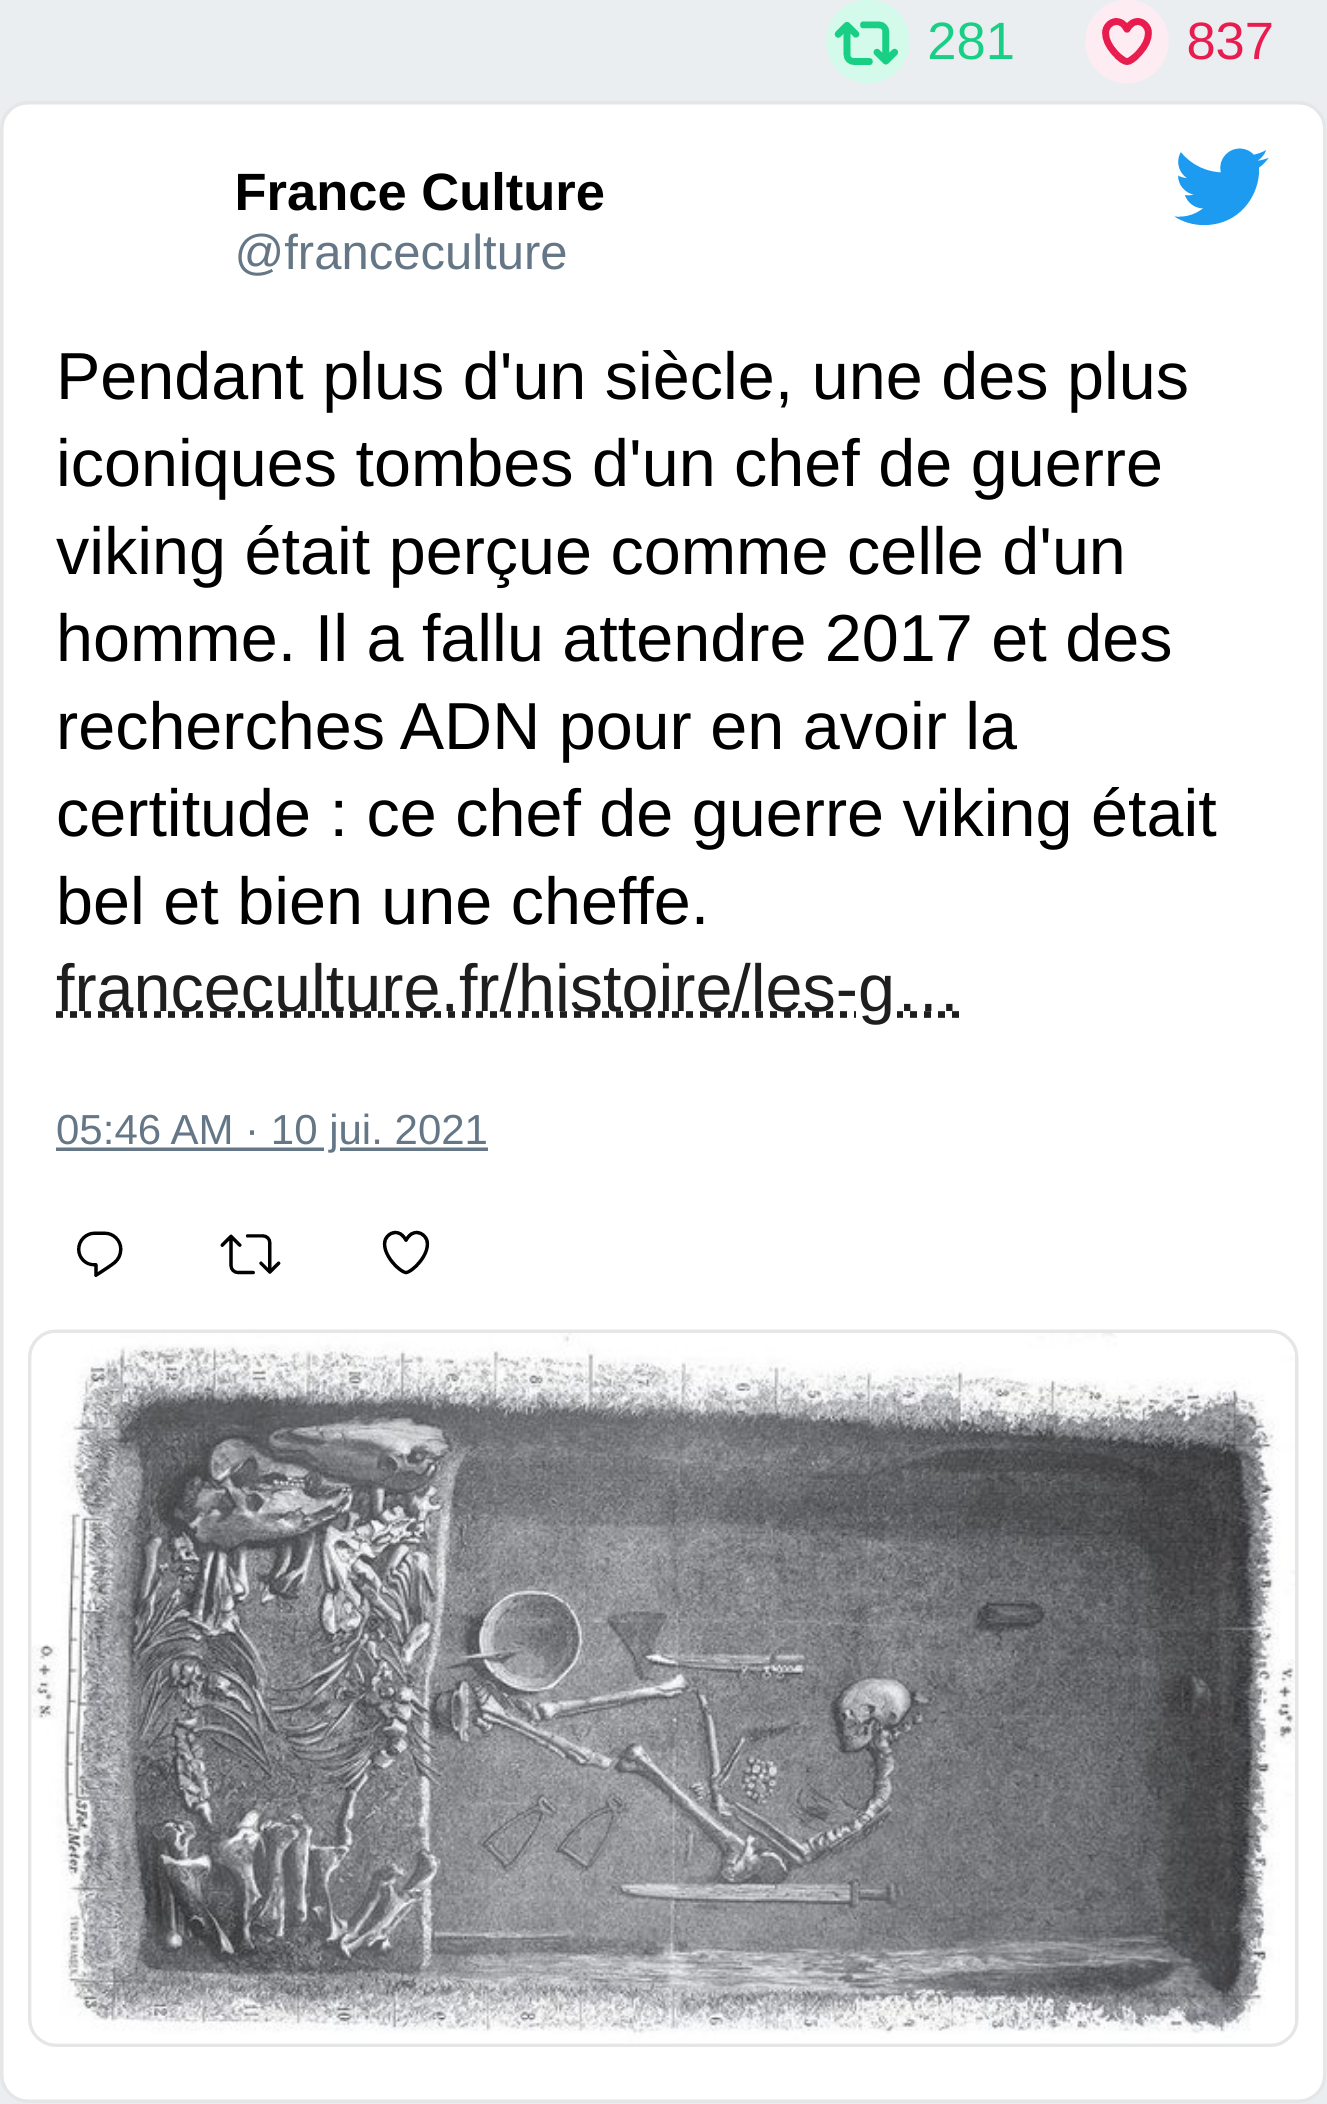 281 837
France Culture
@franceculture
Pendant plus d'un siècle, une des plus
iconiques tombes d'un chef de guerre
viking était perçue comme celle d'un
homme. Il a fallu attendre 2017 et des
recherches ADN pour en avoir la
certitude : ce chef de guerre viking était
bel et bien une cheffe.
franceculture.fr/histoire/les-g…
05:46 AM · 10 jui. 2021